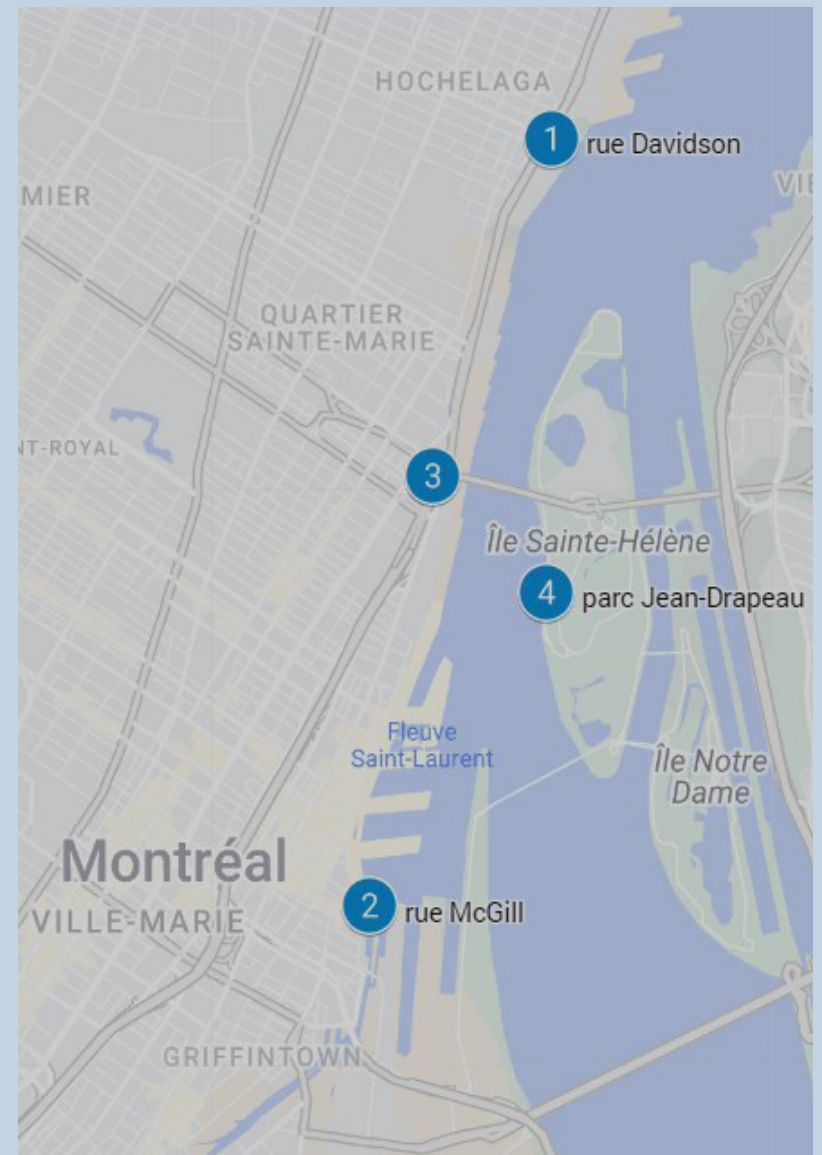 HOCHELAGA
1 rue Davidson
MIER
VIE
QUARTIER
SAINTE-MARIE
NT-ROYAL
3
Île Sainte-Hélène
4 parc Jean-Drapeau
Fleuve
Saint-Laurent
Île Notre
Dame
Montréal
2 rue McGill
VILLE-MARIE
GRIFFINTOWN